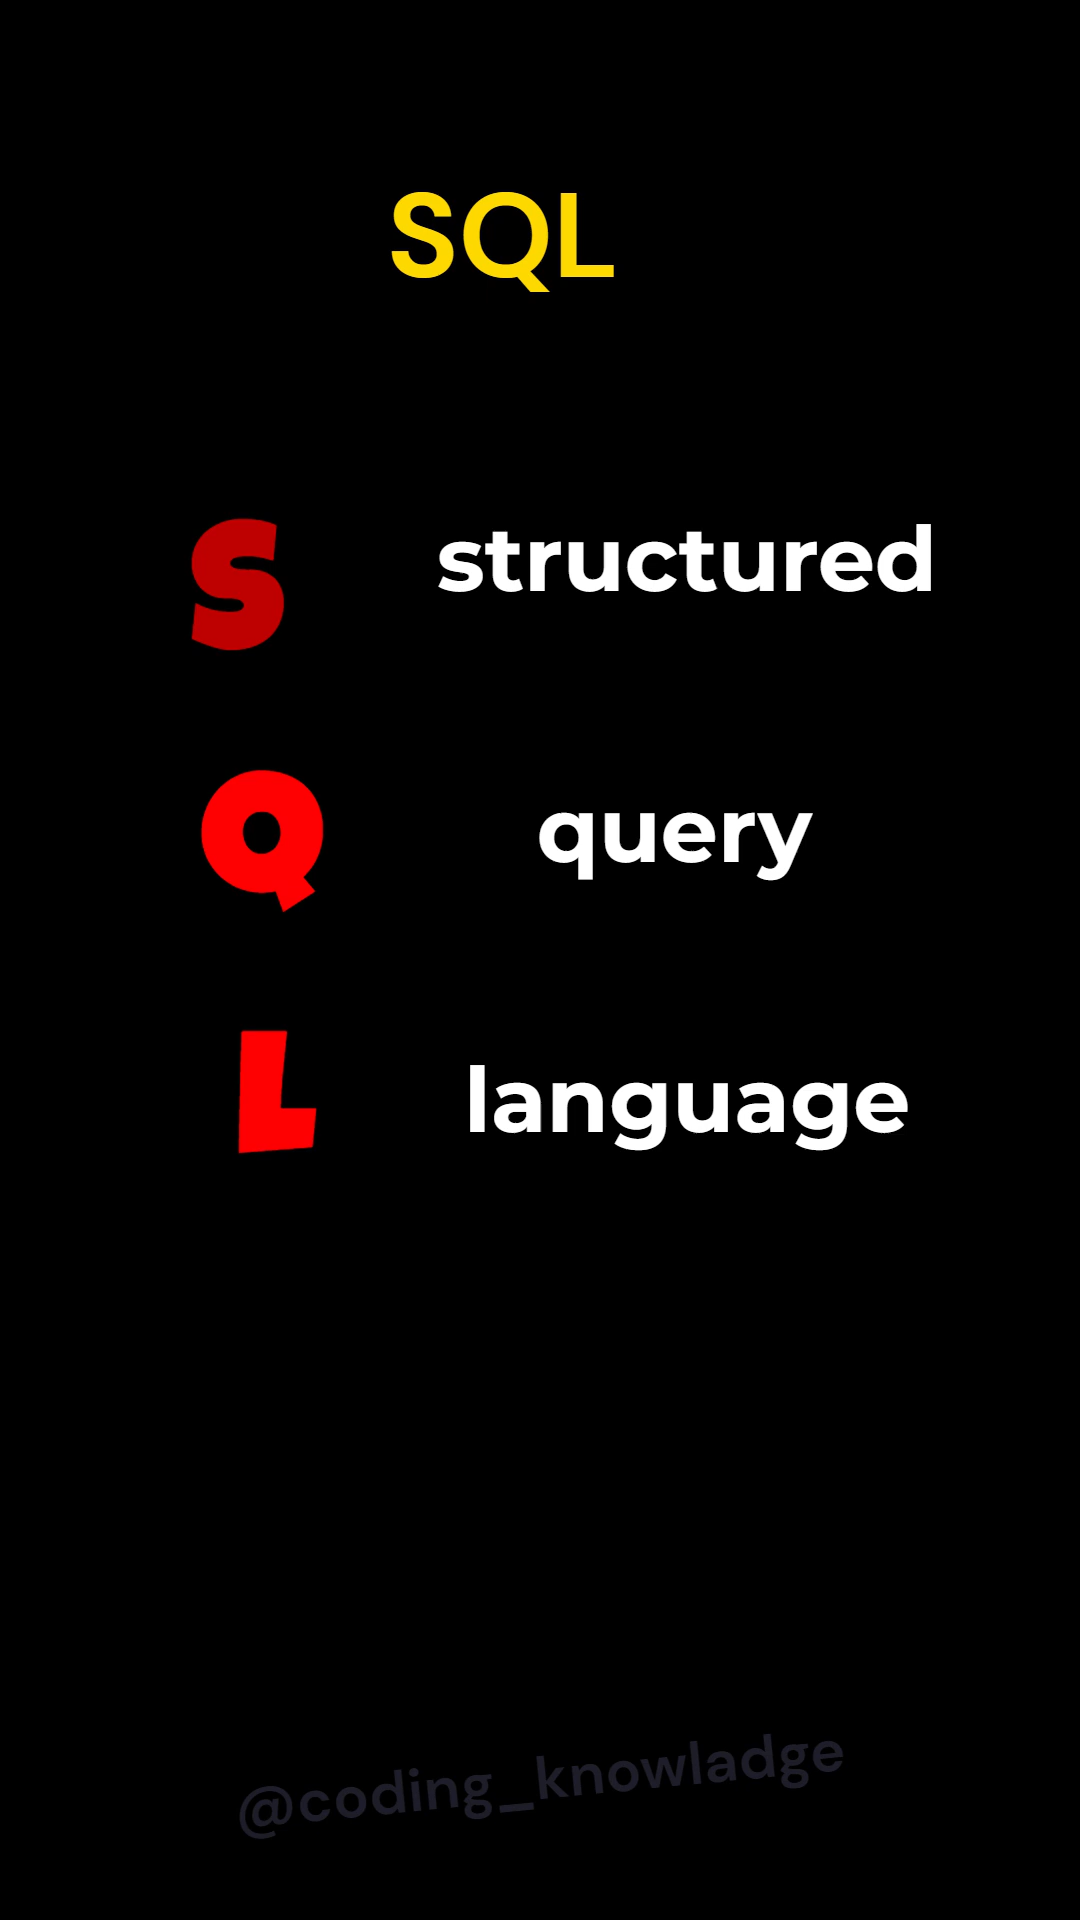 SQL
S structured
Q query
L language
@coding_knowladge